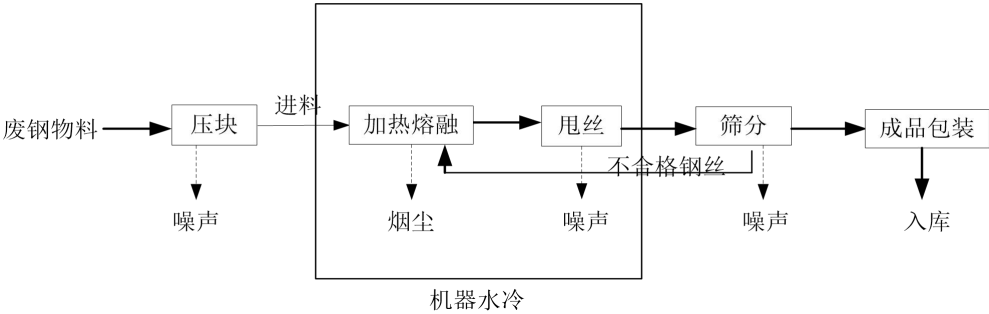 废钢物料
压块
进料
加热熔融
甩丝
筛分
成品包装
不合格钢丝
噪声
烟尘
噪声
噪声
入库
机器水冷